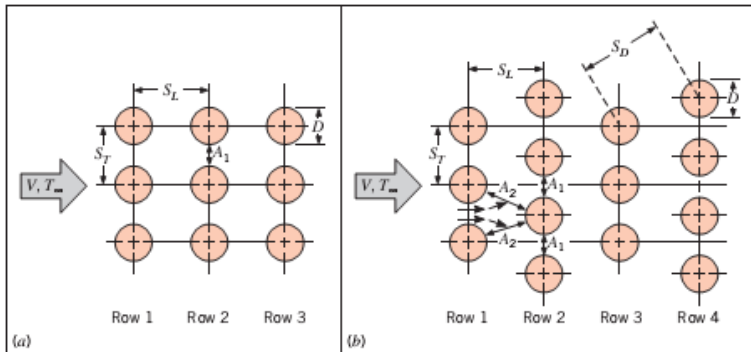 S_L
D
S_T
A_1
V, T_∞
Row 1 Row 2 Row 3
(a)
S_D
S_L
D
S_T
A_2
A_1
V, T_∞
A_2
A_1
Row 1 Row 2 Row 3 Row 4
(b)